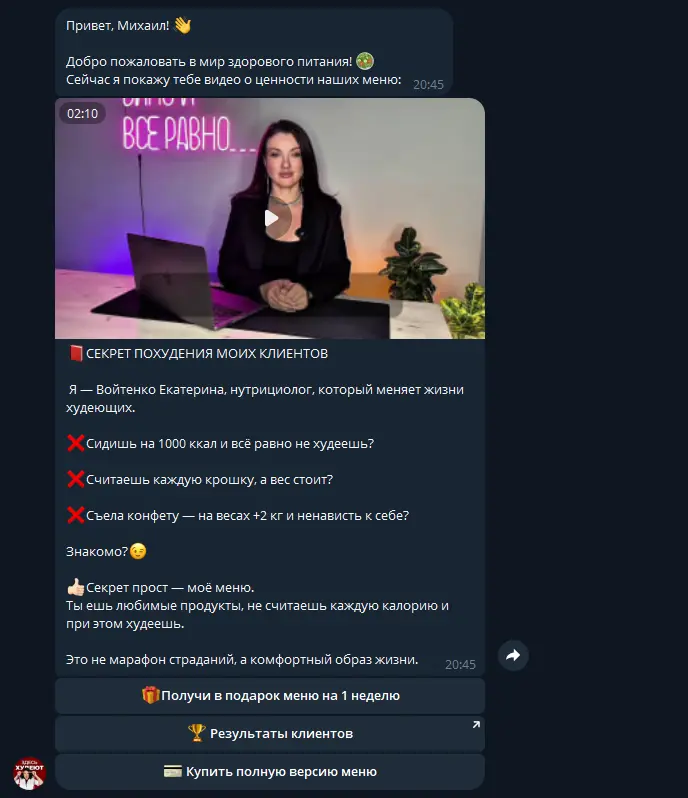 Привет, Михаил! 👋
Добро пожаловать в мир здорового питания! 🥗
Сейчас я покажу тебе видео о ценности наших меню:
20:45
02:10
ВСЕ РАВНО...
📕СЕКРЕТ ПОХУДЕНИЯ МОИХ КЛИЕНТОВ
Я — Войтенко Екатерина, нутрициолог, который меняет жизни
худеющих.
❌Сидишь на 1000 ккал и всё равно не худеешь?
❌Считаешь каждую крошку, а вес стоит?
❌Съела конфету — на весах +2 кг и ненависть к себе?
Знакомо?😉
👍🏻Секрет прост — моё меню.
Ты ешь любимые продукты, не считаешь каждую калорию и
при этом худеешь.
Это не марафон страданий, а комфортный образ жизни.
20:45
🎁Получи в подарок меню на 1 неделю
🏆 Результаты клиентов
💳 Купить полную версию меню
ЗДЕСЬ
ХУДЕЮТ